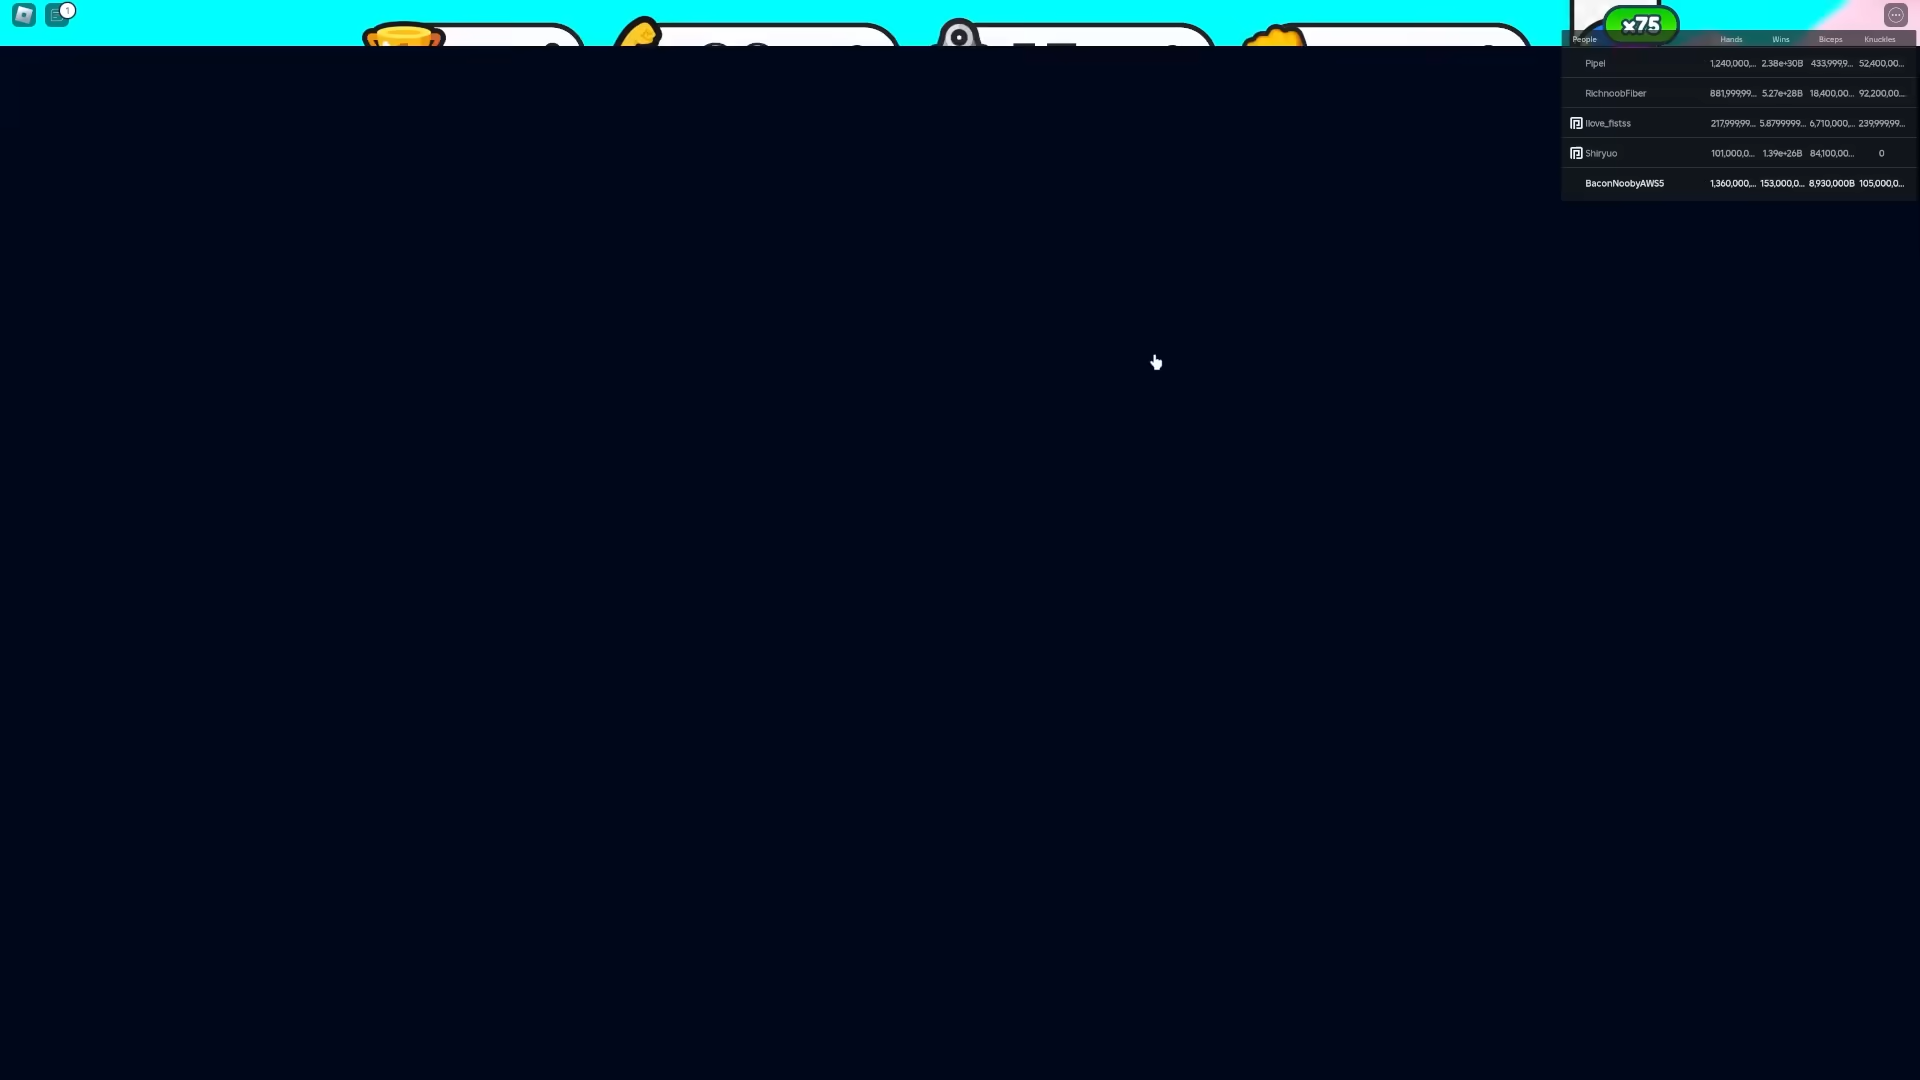 1
x75
People Hands Wins Biceps Knuckles
Pipel 1,240,000,... 2.38e+30B 433,999,9... 52,400,00...
RichnoobFiber 881,999,99... 5.27e+28B 18,400,00... 92,200,00...
217,999,99... 5.8799999... 6,710,000,... 239,999,99...
Shiryuo 101,000,0... 1.39e+26B 84,100,00... 0
BaconNoobyAWS5 1,360,000,... 153,000,0... 8,930,000B 105,000,0...